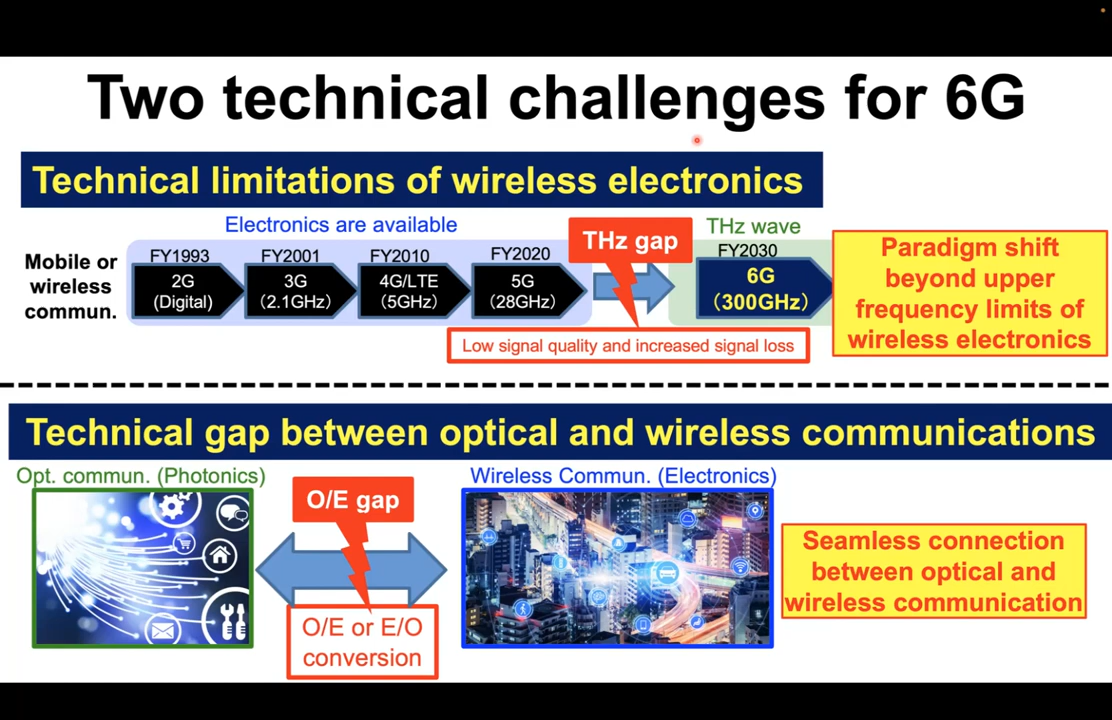 Two technical challenges for 6G
Technical limitations of wireless electronics
Electronics are available
THz gap
THz wave
Mobile or
wireless
commun.
FY1993
2G
(Digital)
FY2001
3G
(2.1GHz)
FY2010
4G/LTE
(5GHz)
FY2020
5G
(28GHz)
FY2030
6G
(300GHz)
Low signal quality and increased signal loss
Paradigm shift
beyond upper
frequency limits of
wireless electronics
Technical gap between optical and wireless communications
Opt. commun. (Photonics)
O/E gap
O/E or E/O
conversion
Wireless Commun. (Electronics)
Seamless connection
between optical and
wireless communication